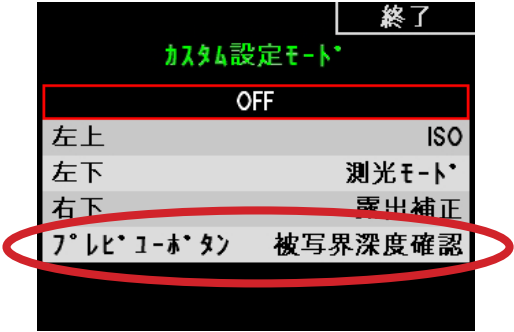 終了
ｶｽﾀﾑ設定ﾓｰﾄﾞ
OFF
左上 ISO
左下 測光ﾓｰﾄﾞ
右下 露出補正
ﾌﾟﾚﾋﾞｭｰﾎﾞﾀﾝ 被写界深度確認